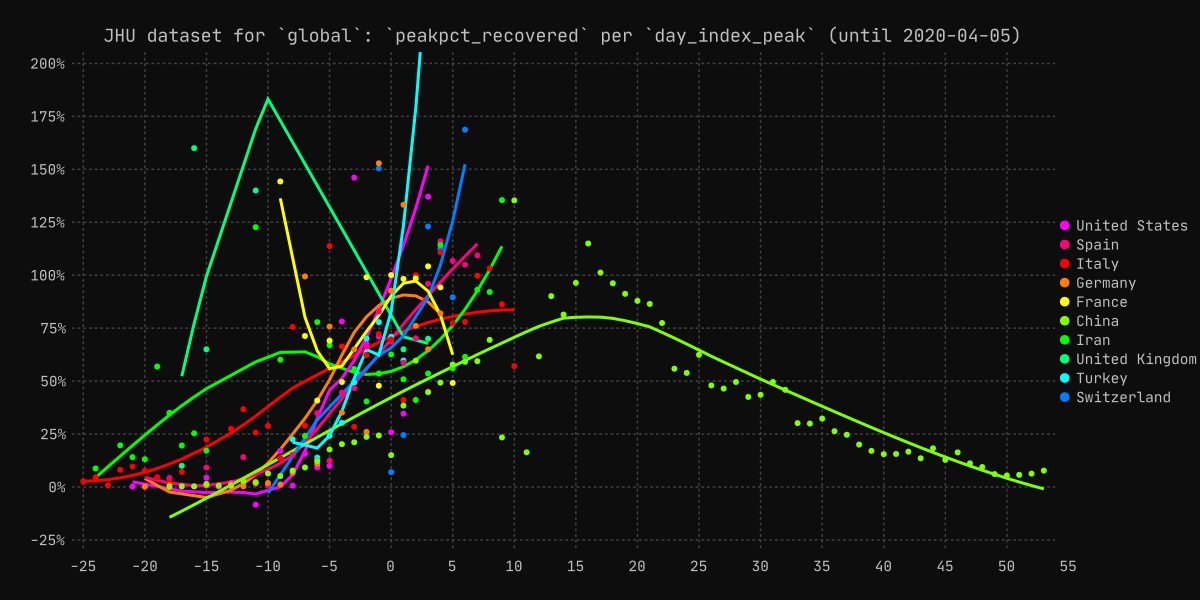 JHU dataset for `global`: `peakpct_recovered` per `day_index_peak` (until 2020-04-05)
200%
175%
150%
125%
100%
75%
50%
25%
0%
-25%
-25 -20 -15 -10 -5 0 5 10 15 20 25 30 35 40 45 50 55
United States
Spain
Italy
Germany
France
China
Iran
United Kingdom
Turkey
Switzerland